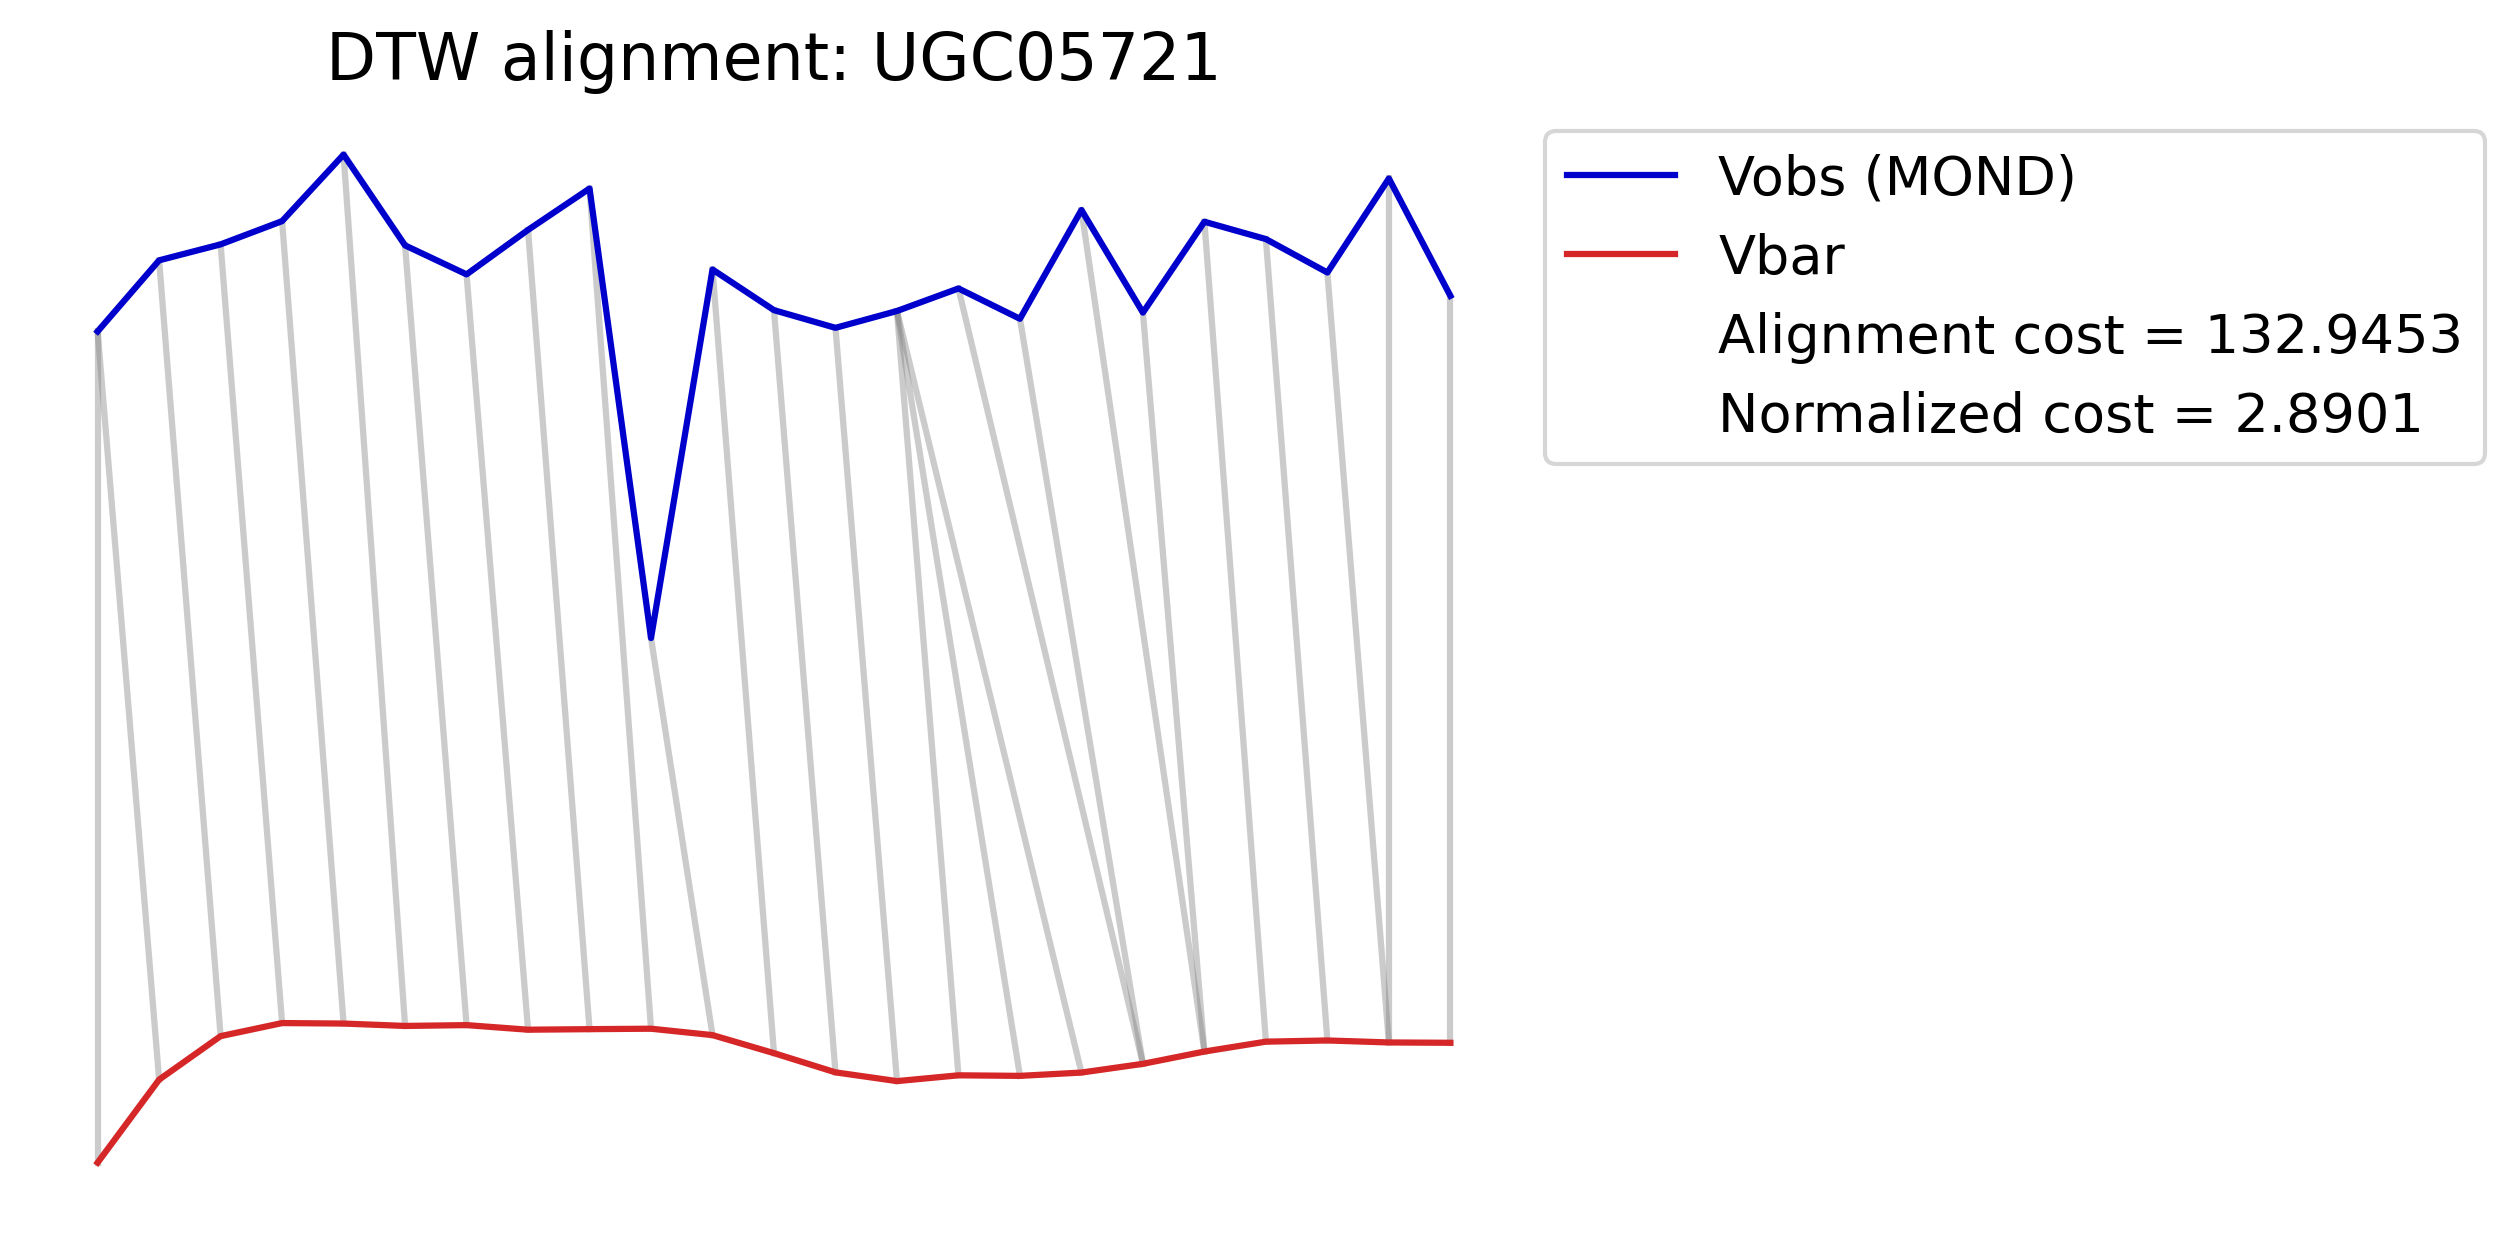 DTW alignment: UGC05721
Vobs (MOND)
Vbar
Alignment cost = 132.9453
Normalized cost = 2.8901